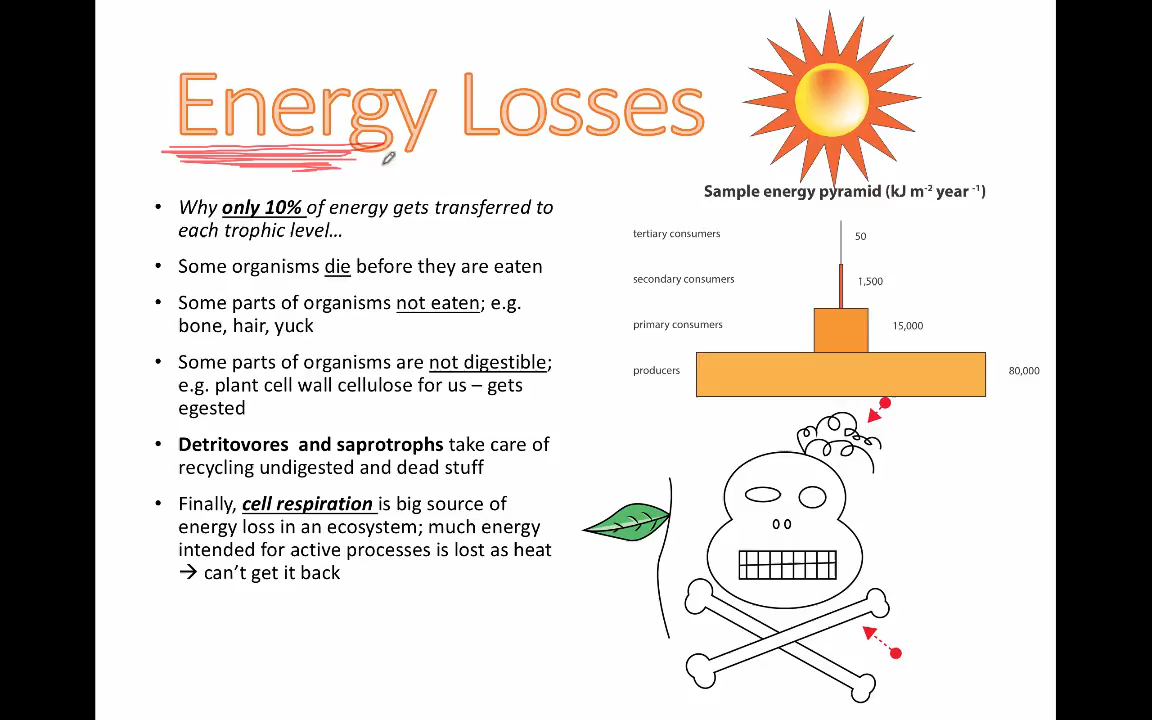 Energy Losses
• Why only 10% of energy gets transferred to
each trophic level…
• Some organisms die before they are eaten
• Some parts of organisms not eaten; e.g.
bone, hair, yuck
• Some parts of organisms are not digestible;
e.g. plant cell wall cellulose for us – gets
egested
• Detritovores  and saprotrophs take care of
recycling undigested and dead stuff
• Finally, cell respiration is big source of
energy loss in an ecosystem; much energy
intended for active processes is lost as heat
→ can't get it back
Sample energy pyramid (kJ m⁻² year ⁻¹)
tertiary consumers 50
secondary consumers 1,500
primary consumers 15,000
producers 80,000